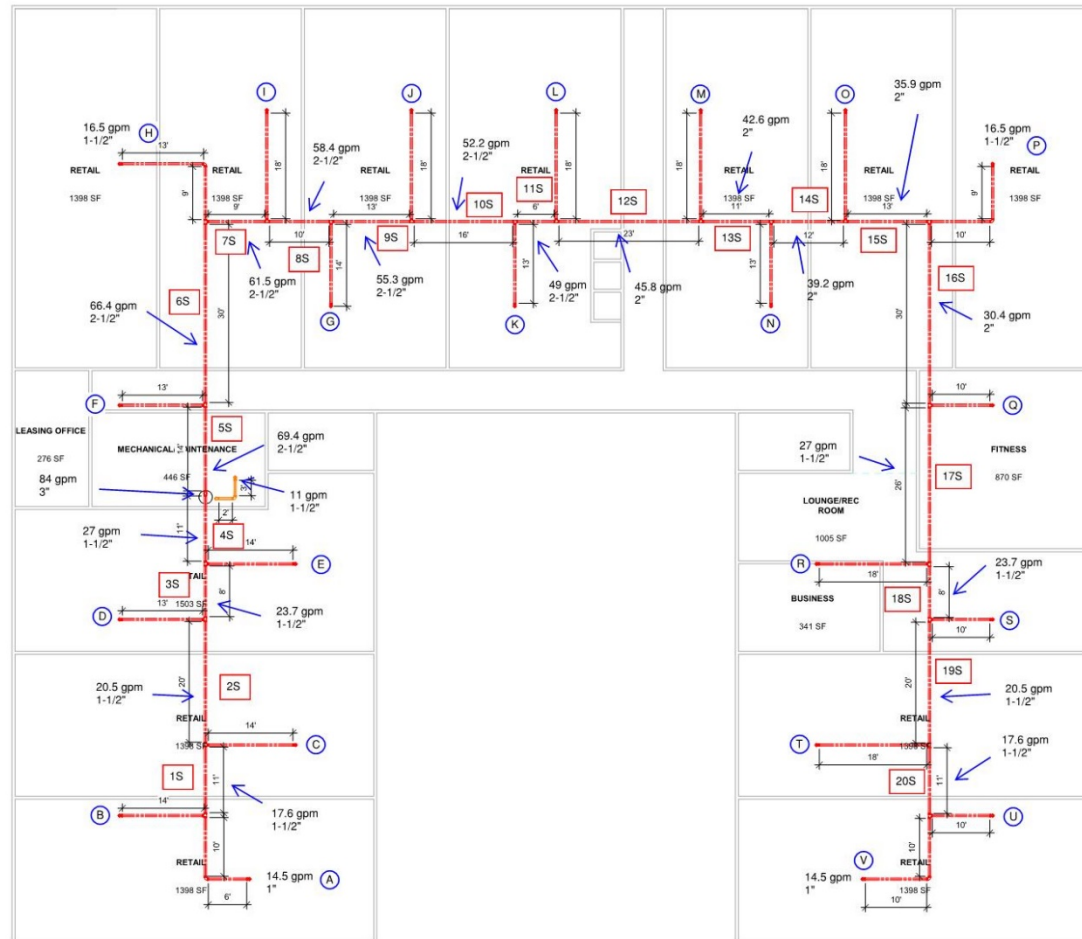 I
J
L
M
O
35.9 gpm
2"
16.5 gpm
1-1/2"
H
13'
58.4 gpm
2-1/2"
52.2 gpm
2-1/2"
42.6 gpm
2"
16.5 gpm
1-1/2"
P
RETAIL
1398 SF
9'
RETAIL
1398 SF
18'
RETAIL
1398 SF
18'
RETAIL
11S
18'
12S
18'
RETAIL
1398 SF
18'
14S
RETAIL
1398 SF
9'
RETAIL
1398 SF
9'
13'
10S
6'
11'
13'
7S
10'
8S
9S
14'
16'
13'
23'
13S
13'
12'
15S
10'
61.5 gpm
2-1/2"
55.3 gpm
2-1/2"
49 gpm
2-1/2"
45.8 gpm
2"
39.2 gpm
2"
16S
6S
30'
G
K
N
30'
30.4 gpm
2"
66.4 gpm
2-1/2"
13'
F
10'
Q
LEASING OFFICE
276 SF
5S
14'
69.4 gpm
2-1/2"
446 SF
84 gpm
3"
3'
2'
11 gpm
1-1/2"
27 gpm
1-1/2"
26'
17S
FITNESS
870 SF
LOUNGE/REC
ROOM
1005 SF
27 gpm
1-1/2"
11'
4S
14'
E
R
18'
3S
1503 SF
8'
13'
D
23.7 gpm
1-1/2"
BUSINESS
341 SF
18S
8'
23.7 gpm
1-1/2"
S
10'
20.5 gpm
1-1/2"
20'
2S
20'
19S
20.5 gpm
1-1/2"
RETAIL
1398 SF
14'
C
T
18'
RETAIL
1398 SF
17.6 gpm
1-1/2"
1S
11'
14'
B
17.6 gpm
1-1/2"
20S
11'
U
10'
10'
10'
RETAIL
1398 SF
14.5 gpm
1"
A
6'
V
14.5 gpm
1"
10'
RETAIL
1398 SF